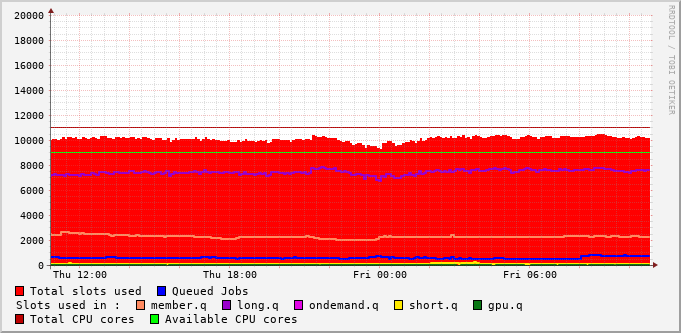 20000
18000
16000
14000
12000
10000
8000
6000
4000
2000
0
Thu 12:00 Thu 18:00 Fri 00:00 Fri 06:00
Total slots used Queued Jobs
Slots used in : member.q long.q ondemand.q short.q gpu.q
Total CPU cores Available CPU cores
RRDTOOL / TOBI OETIKER